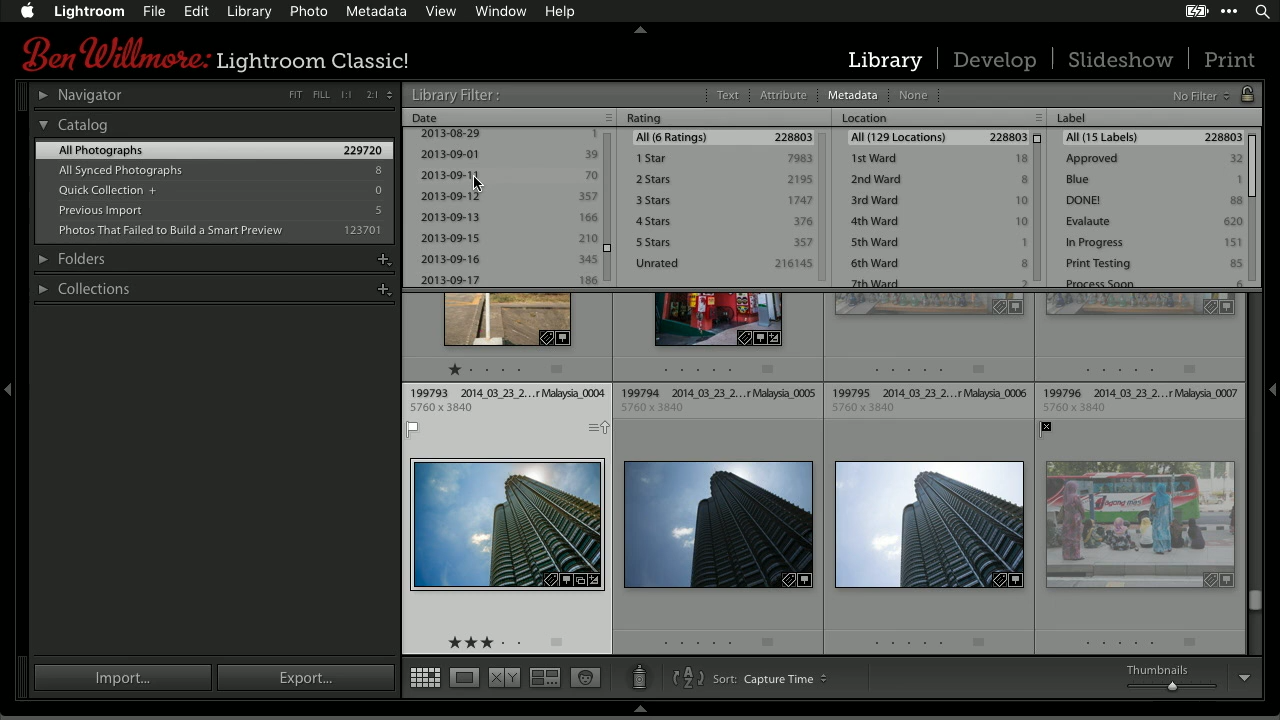 Lightroom File Edit Library Photo Metadata View Window Help
Ben Willmore: Lightroom Classic!
Library Develop Slideshow Print
Navigator FIT FILL 1:1 2:1
Catalog
All Photographs 229720
All Synced Photographs 8
Quick Collection + 0
Previous Import 5
Photos That Failed to Build a Smart Preview 123701
Folders +
Collections +
Library Filter : Text Attribute Metadata None No Filter
Date Rating Location Label
2013-08-29 1 All (6 Ratings) 228803 All (129 Locations) 228803 All (15 Labels) 228803
2013-09-01 39 1 Star 7983 1st Ward 18 Approved 32
2013-09-11 70 2 Stars 2195 2nd Ward 8 Blue 1
2013-09-12 357 3 Stars 1747 3rd Ward 10 DONE! 88
2013-09-13 166 4 Stars 376 4th Ward 10 Evalaute 620
2013-09-15 210 5 Stars 357 5th Ward 1 In Progress 151
2013-09-16 345 Unrated 216145 6th Ward 8 Print Testing 85
2013-09-17 186 7th Ward 2 Process Soon 6
199793 2014_03_23_2...r Malaysia_0004 199794 2014_03_23_2...r Malaysia_0005 199795 2014_03_23_2...r Malaysia_0006 199796 2014_03_23_2...r Malaysia_0007
5760 x 3840 5760 x 3840 5760 x 3840 5760 x 3840
Import... Export... X Y A Z Sort: Capture Time Thumbnails